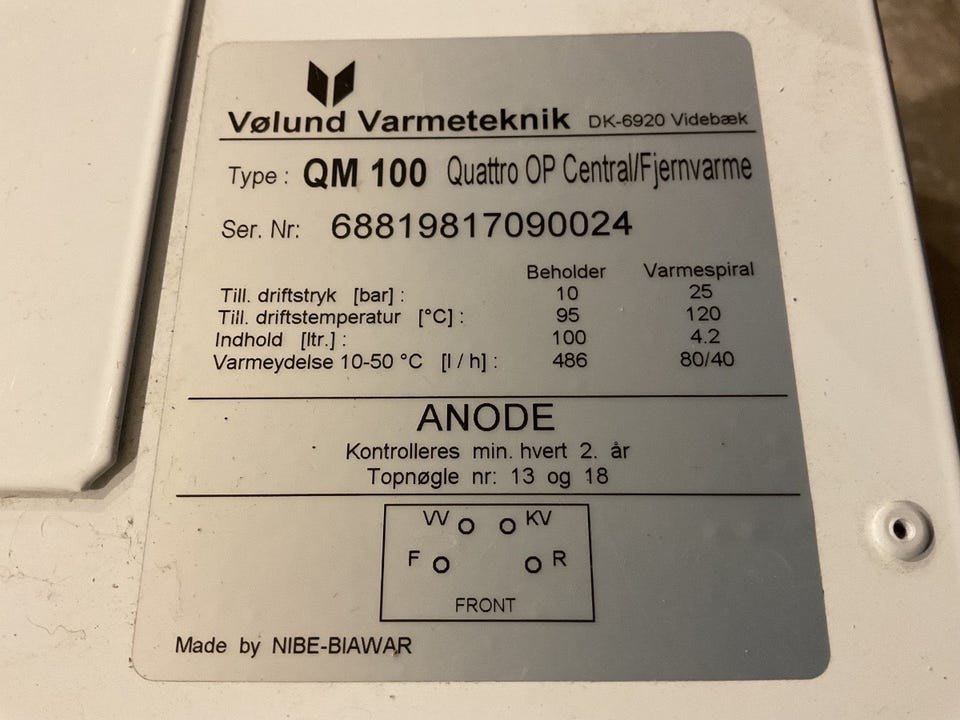 Vølund Varmeteknik DK-6920 Videbæk
Type : QM 100 Quattro OP Central/Fjernvarme
Ser. Nr: 68819817090024
Beholder Varmespiral
Till. driftstryk [bar] : 10 25
Till. driftstemperatur [°C] : 95 120
Indhold [ltr.] : 100 4.2
Varmeydelse 10-50 °C [l / h] : 486 80/40
ANODE
Kontrolleres min. hvert 2. år
Topnøgle nr: 13 og 18
VV KV
F R
FRONT
Made by NIBE-BIAWAR